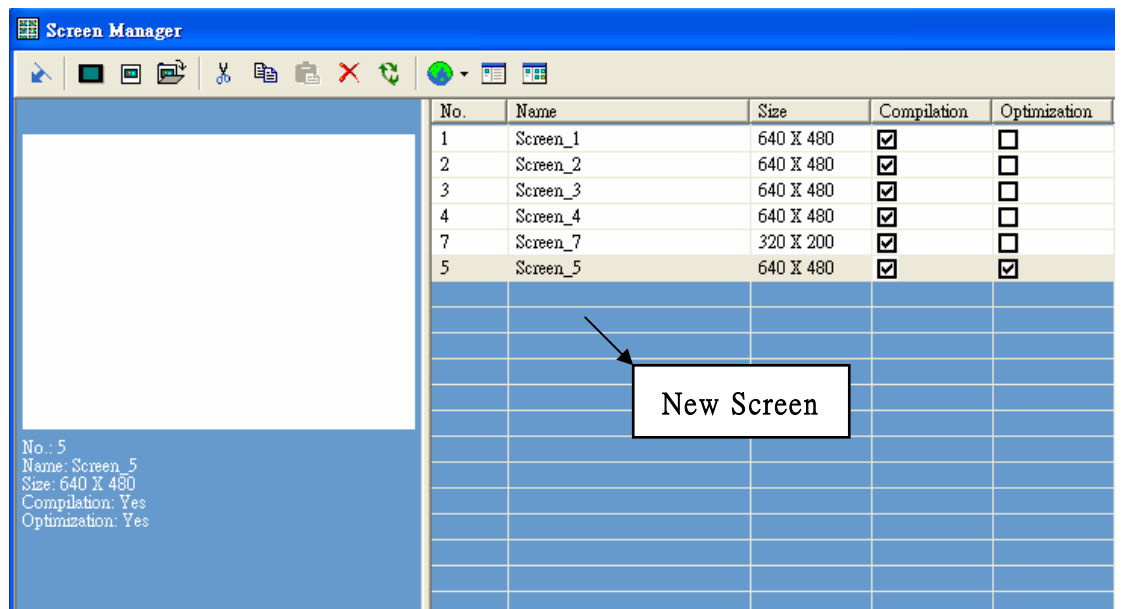 Screen Manager
No. Name Size Compilation Optimization
1 Screen_1 640 X 480
2 Screen_2 640 X 480
3 Screen_3 640 X 480
4 Screen_4 640 X 480
7 Screen_7 320 X 200
5 Screen_5 640 X 480
New Screen
No.: 5
Name: Screen_5
Size: 640 X 480
Compilation: Yes
Optimization: Yes